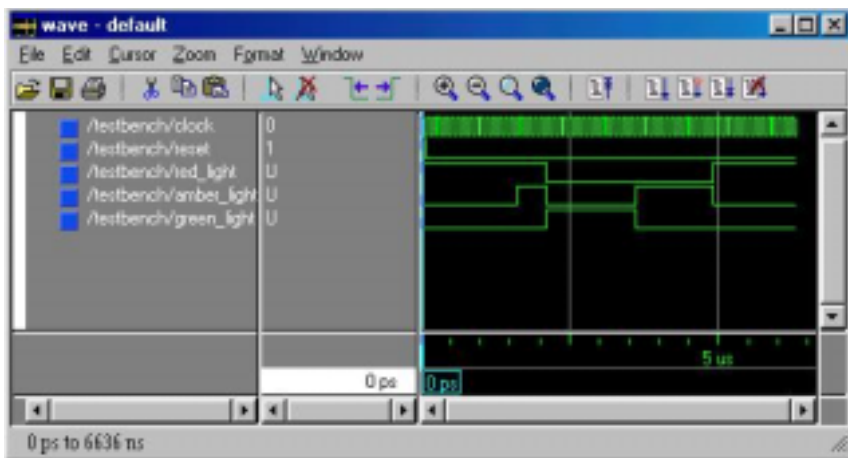 wave - default
File Edit Cursor Zoom Format Window
/testbench/clock 0
/testbench/reset 1
/testbench/red_light U
/testbench/amber_light U
/testbench/green_light U
5 us
0 ps 0 ps
0 ps to 6636 ns